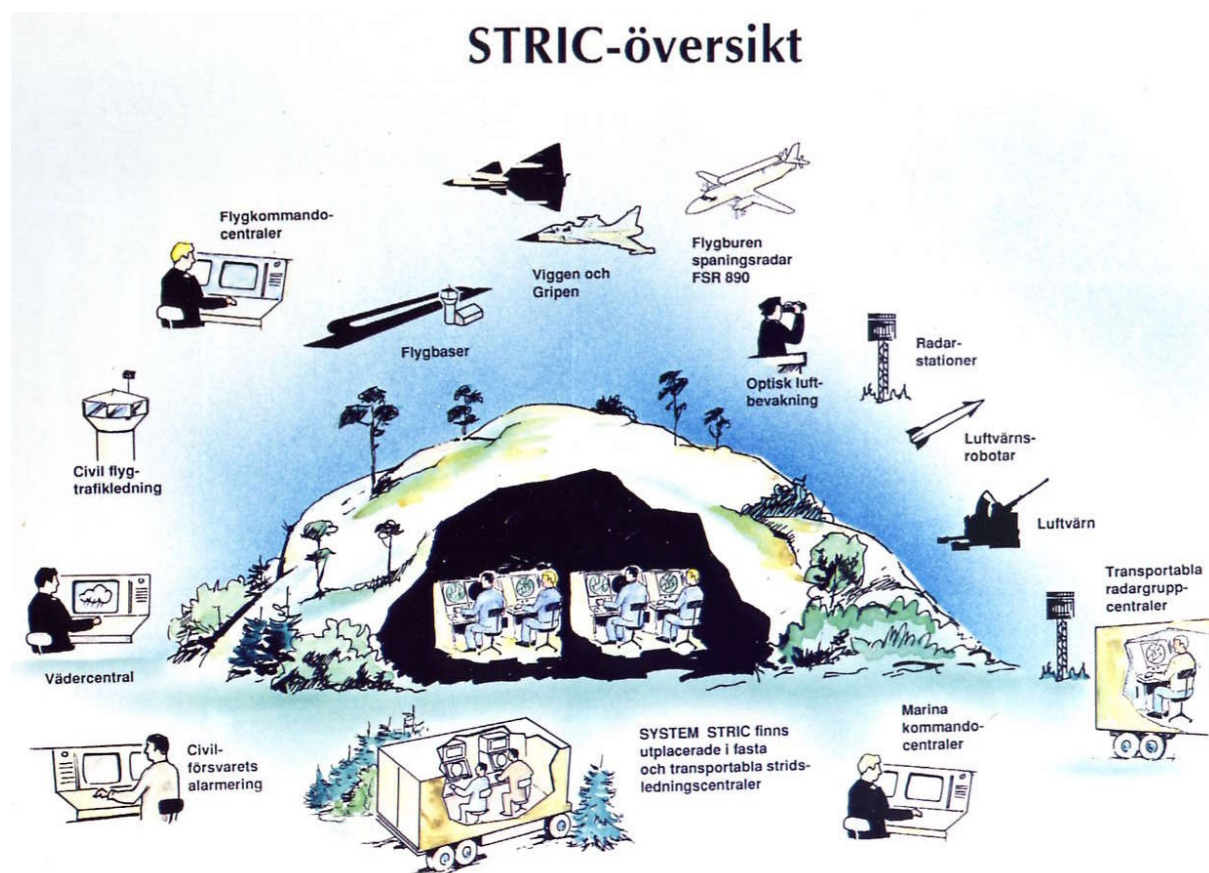 STRIC-översikt
Flygkommando-
centraler
Viggen och
Gripen
Flygburen
spaningsradar
FSR 890
Flygbaser
Optisk luft-
bevakning
Radar-
stationer
Luftvärns-
robotar
Civil flyg-
trafikledning
Luftvärn
Transportabla
radargrupp-
centraler
Vädercentral
Civil-
försvarets
alarmering
SYSTEM STRIC finns
utplacerade i fasta
och transportabla strids-
ledningscentraler
Marina
kommando-
centraler